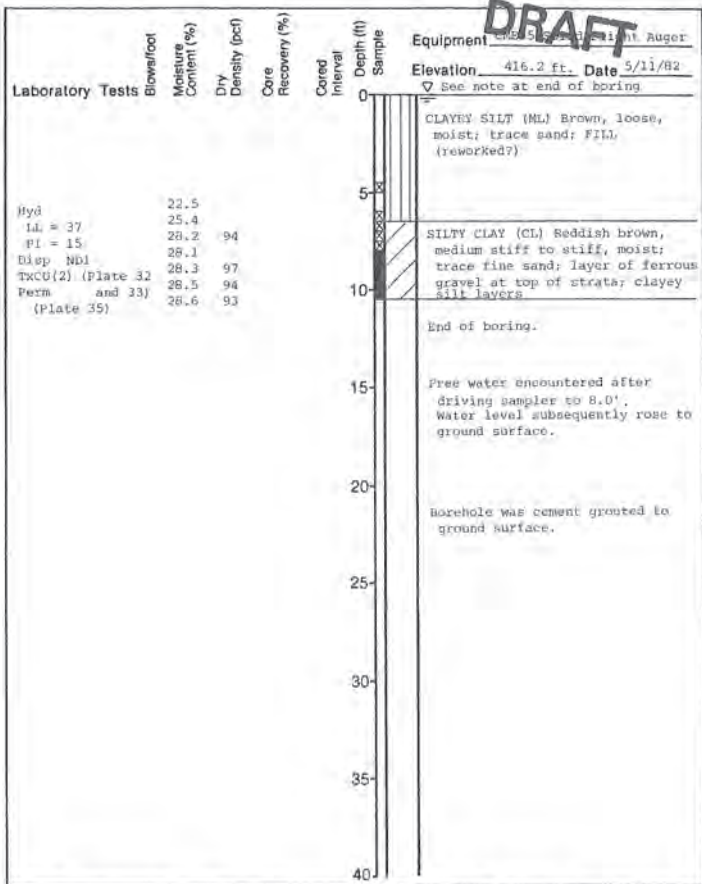 DRAFT
Equipment Auger
Elevation 416.2 ft. Date 5/11/82
▽ See note at end of boring
Laboratory Tests
Blows/foot
Moisture Content (%)
Dry Density (pcf)
Core Recovery (%)
Cored Interval
Depth (ft)
Sample
0
CLAYEY SILT (ML) Brown, loose,
moist; trace sand; FILL
(reworked?)
5
22.5
Hyd 25.4
LL = 37 28.2 94
PI = 15 28.1
Disp ND1 28.3 97
TXCU(2) (Plate 32 28.5 94
Perm and 33) 28.6 93
(Plate 35)
SILTY CLAY (CL) Reddish brown,
medium stiff to stiff, moist;
trace fine sand; layer of ferrous
gravel at top of strata; clayey
silt layers
10
End of boring.
15
Free water encountered after
driving sampler to 8.0'.
Water level subsequently rose to
ground surface.
20
Borehole was cement grouted to
ground surface.
25
30
35
40